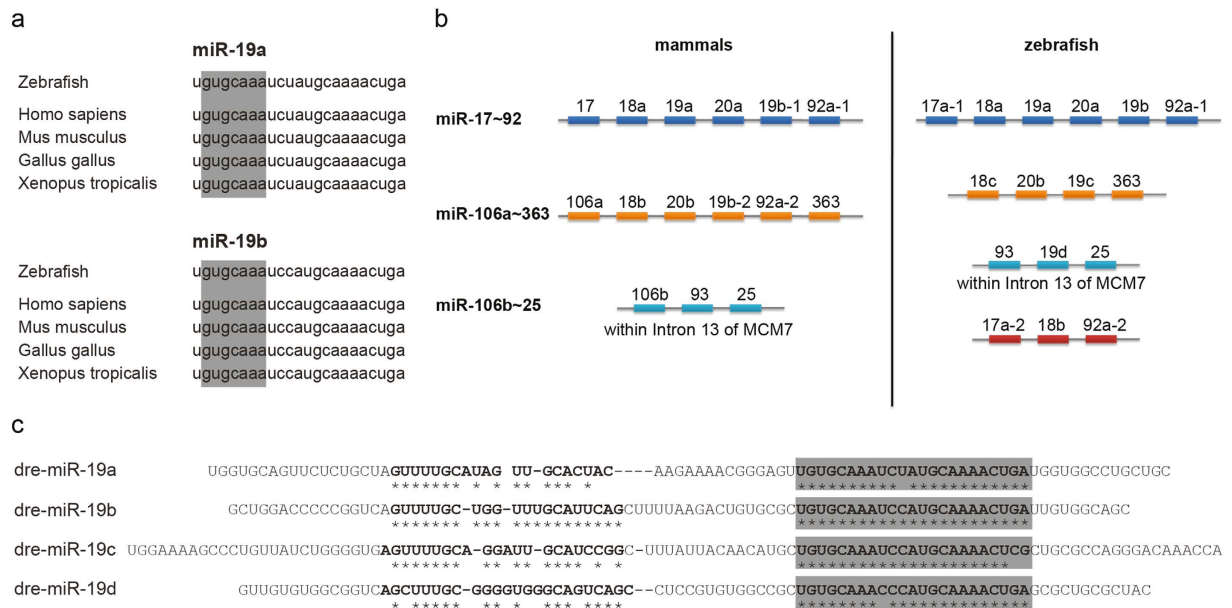 a
miR-19a
Zebrafish ugugcaaaucuaugcaaaacuga
Homo sapiens ugugcaaaucuaugcaaaacuga
Mus musculus ugugcaaaucuaugcaaaacuga
Gallus gallus ugugcaaaucuaugcaaaacuga
Xenopus tropicalis ugugcaaaucuaugcaaaacuga
miR-19b
Zebrafish ugugcaaauccaugcaaaacuga
Homo sapiens ugugcaaauccaugcaaaacuga
Mus musculus ugugcaaauccaugcaaaacuga
Gallus gallus ugugcaaauccaugcaaaacuga
Xenopus tropicalis ugugcaaauccaugcaaaacuga
b
mammals
zebrafish
miR-17~92
17 18a 19a 20a 19b-1 92a-1
17a-1 18a 19a 20a 19b 92a-1
miR-106a~363
106a 18b 20b 19b-2 92a-2 363
18c 20b 19c 363
miR-106b~25
106b 93 25
within Intron 13 of MCM7
93 19d 25
within Intron 13 of MCM7
17a-2 18b 92a-2
c
dre-miR-19a UGGUGCAGUUCUCUGCUAGUUUUGCAUAG UU-GCACUAC----AAGAAAACGGGAGUUGUGCAAAUCUAUGCAAAACUGAUGGUGGCCUGCUGC
dre-miR-19b GCUGGACCCCCGGUCAGUUUUGC-UGG-UUUGCAUUCAGCUUUUAAGACUGUGCGCUGUGCAAAUCCAUGCAAAACUGAUUGUGGCAGC
dre-miR-19c UGGAAAAGCCCUGUUAUCUGGGGUGAGUUUUGCA-GGAUU-GCAUCCGGC-UUUAUUACAACAUGCUGUGCAAAUCCAUGCAAAACUCGCUGCGCCAGGGACAAACCA
dre-miR-19d GUUGUGUGGCGGUCAGCUUUGC-GGGGUGGGCAGUCAGC--CUCCGUGUGGCCGCUGUGCAAACCCAUGCAAAACUGAGCGCUGCGCUAC